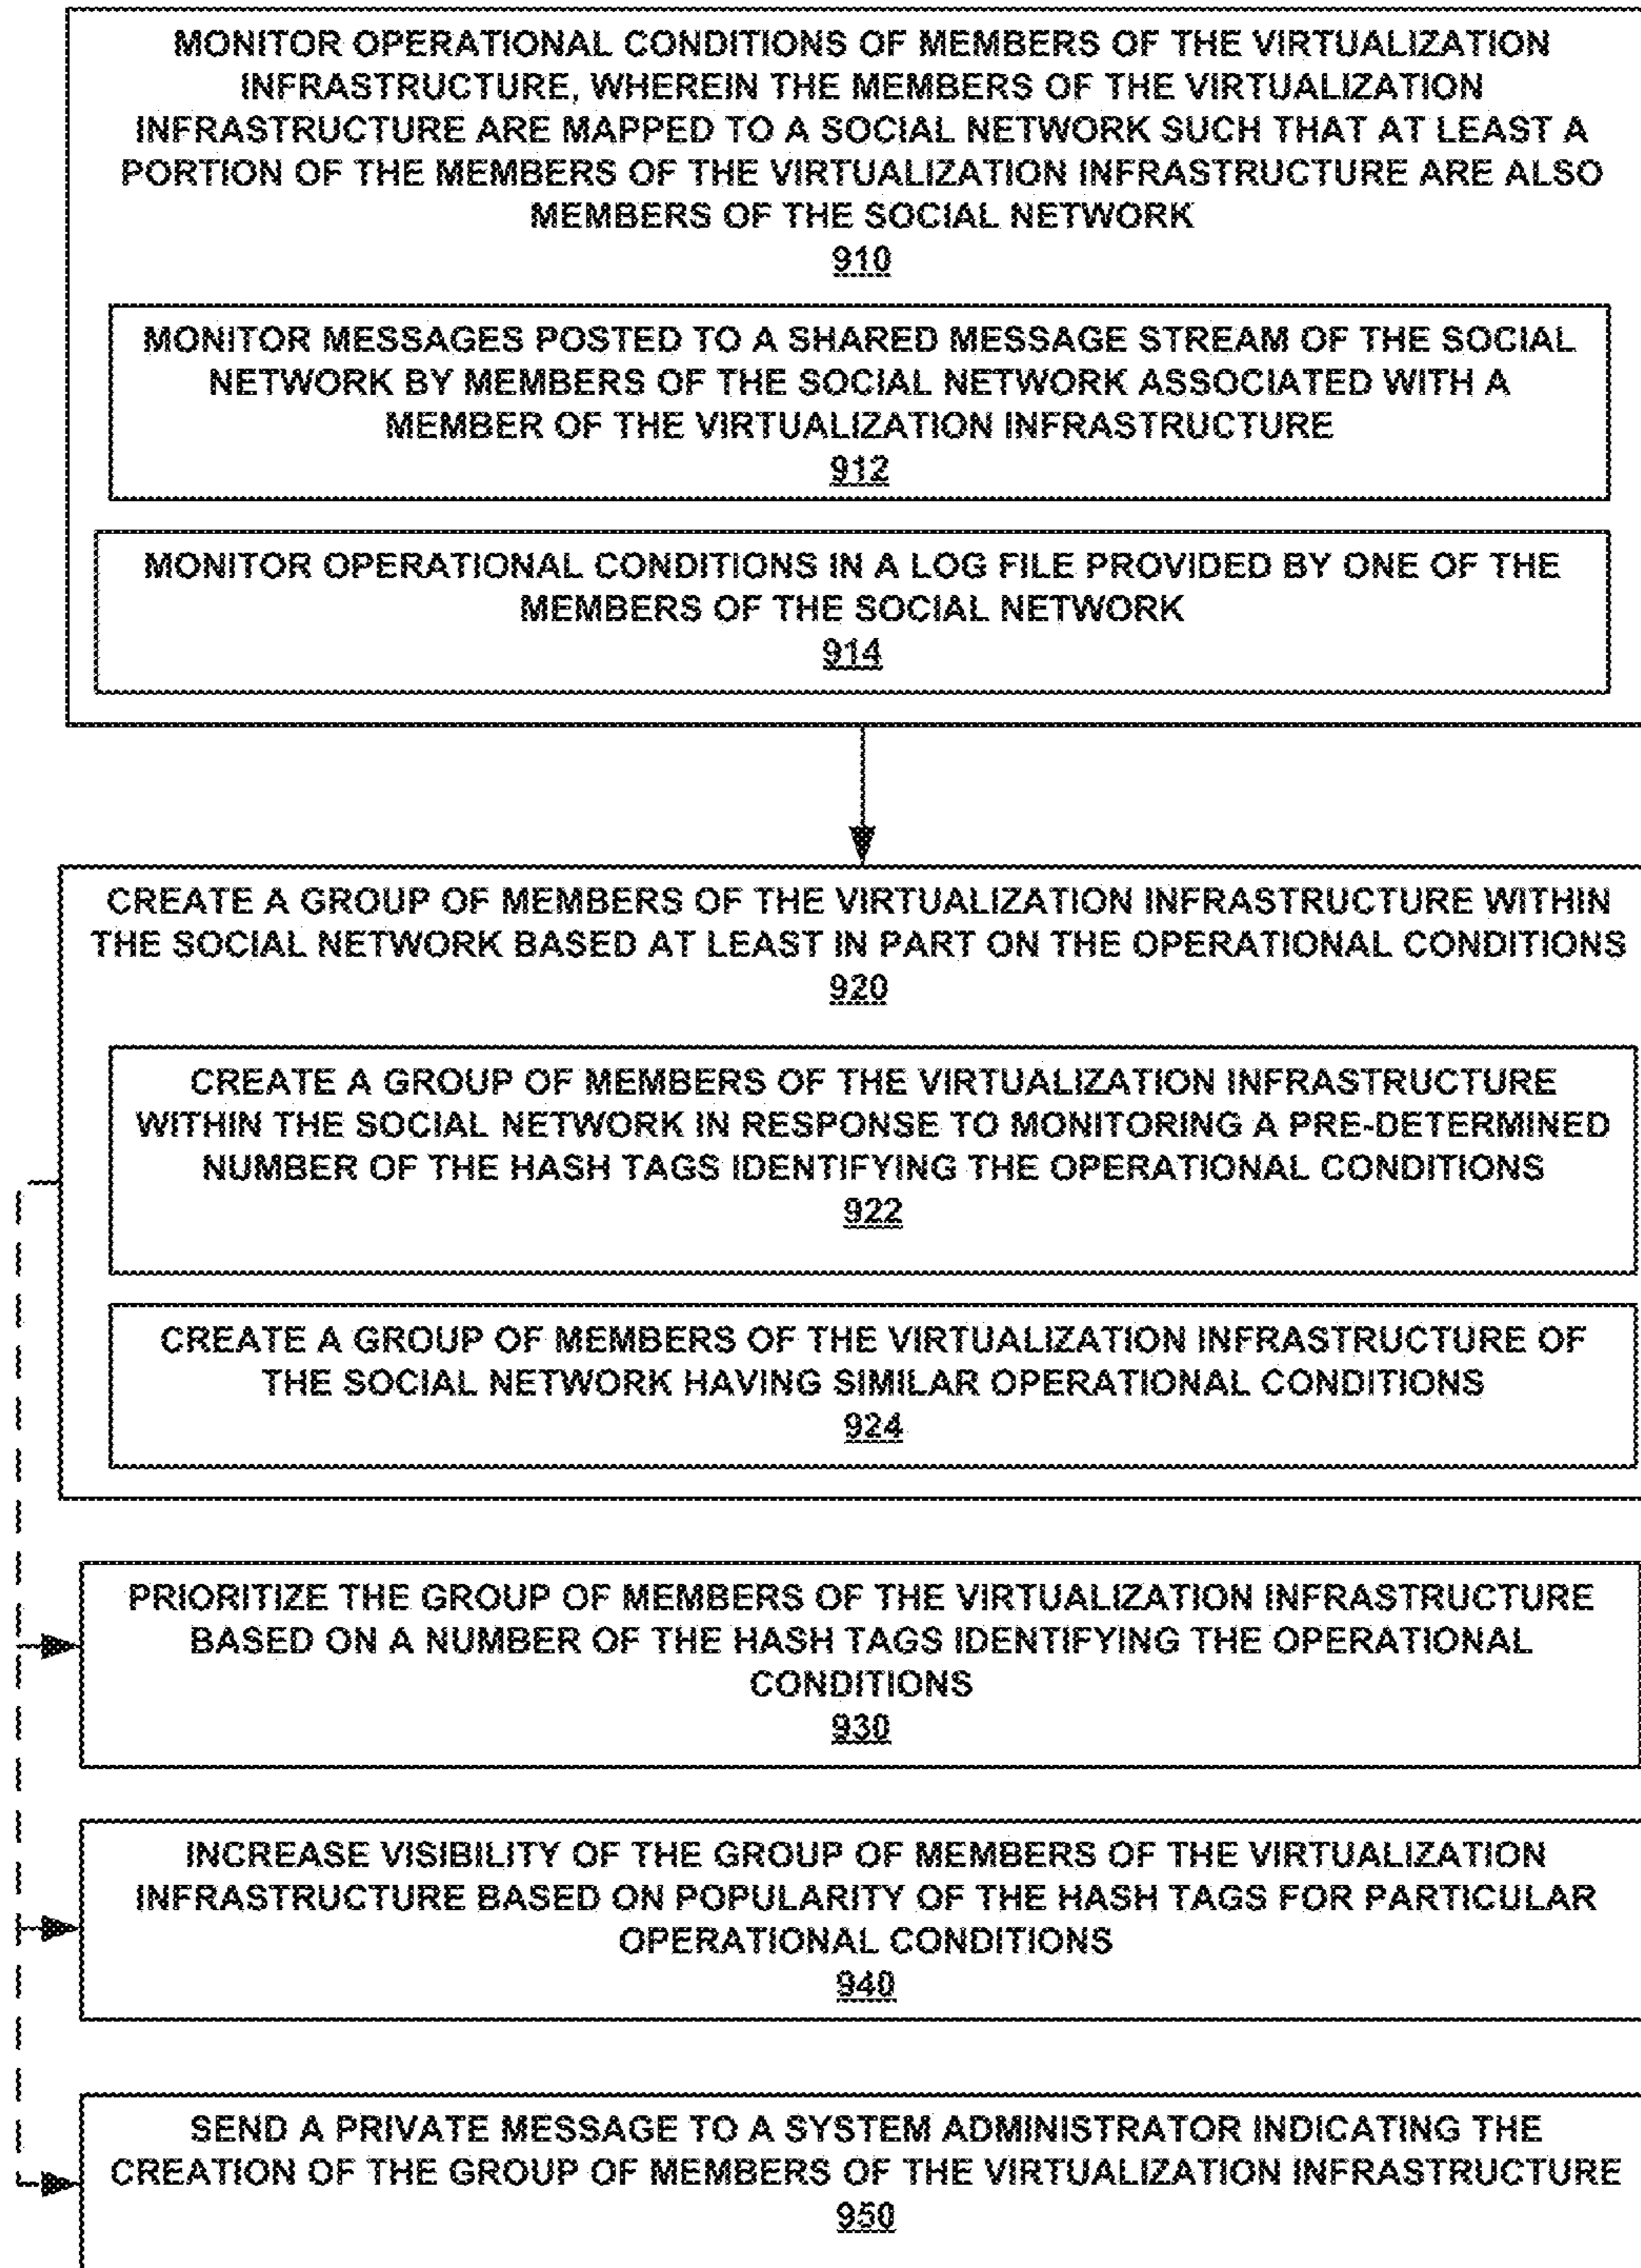 MONITOR OPERATIONAL CONDITIONS OF MEMBERS OF THE VIRTUALIZATION
INFRASTRUCTURE, WHEREIN THE MEMBERS OF THE VIRTUALIZATION
INFRASTRUCTURE ARE MAPPED TO A SOCIAL NETWORK SUCH THAT AT LEAST A
PORTION OF THE MEMBERS OF THE VIRTUALIZATION INFRASTRUCTURE ARE ALSO
MEMBERS OF THE SOCIAL NETWORK
910
MONITOR MESSAGES POSTED TO A SHARED MESSAGE STREAM OF THE SOCIAL
NETWORK BY MEMBERS OF THE SOCIAL NETWORK ASSOCIATED WITH A
MEMBER OF THE VIRTUALIZATION INFRASTRUCTURE
912
MONITOR OPERATIONAL CONDITIONS IN A LOG FILE PROVIDED BY ONE OF THE
MEMBERS OF THE SOCIAL NETWORK
914
CREATE A GROUP OF MEMBERS OF THE VIRTUALIZATION INFRASTRUCTURE WITHIN
THE SOCIAL NETWORK BASED AT LEAST IN PART ON THE OPERATIONAL CONDITIONS
920
CREATE A GROUP OF MEMBERS OF THE VIRTUALIZATION INFRASTRUCTURE
WITHIN THE SOCIAL NETWORK IN RESPONSE TO MONITORING A PRE-DETERMINED
NUMBER OF THE HASH TAGS IDENTIFYING THE OPERATIONAL CONDITIONS
922
CREATE A GROUP OF MEMBERS OF THE VIRTUALIZATION INFRASTRUCTURE OF
THE SOCIAL NETWORK HAVING SIMILAR OPERATIONAL CONDITIONS
924
PRIORITIZE THE GROUP OF MEMBERS OF THE VIRTUALIZATION INFRASTRUCTURE
BASED ON A NUMBER OF THE HASH TAGS IDENTIFYING THE OPERATIONAL
CONDITIONS
930
INCREASE VISIBILITY OF THE GROUP OF MEMBERS OF THE VIRTUALIZATION
INFRASTRUCTURE BASED ON POPULARITY OF THE HASH TAGS FOR PARTICULAR
OPERATIONAL CONDITIONS
940
SEND A PRIVATE MESSAGE TO A SYSTEM ADMINISTRATOR INDICATING THE
CREATION OF THE GROUP OF MEMBERS OF THE VIRTUALIZATION INFRASTRUCTURE
950